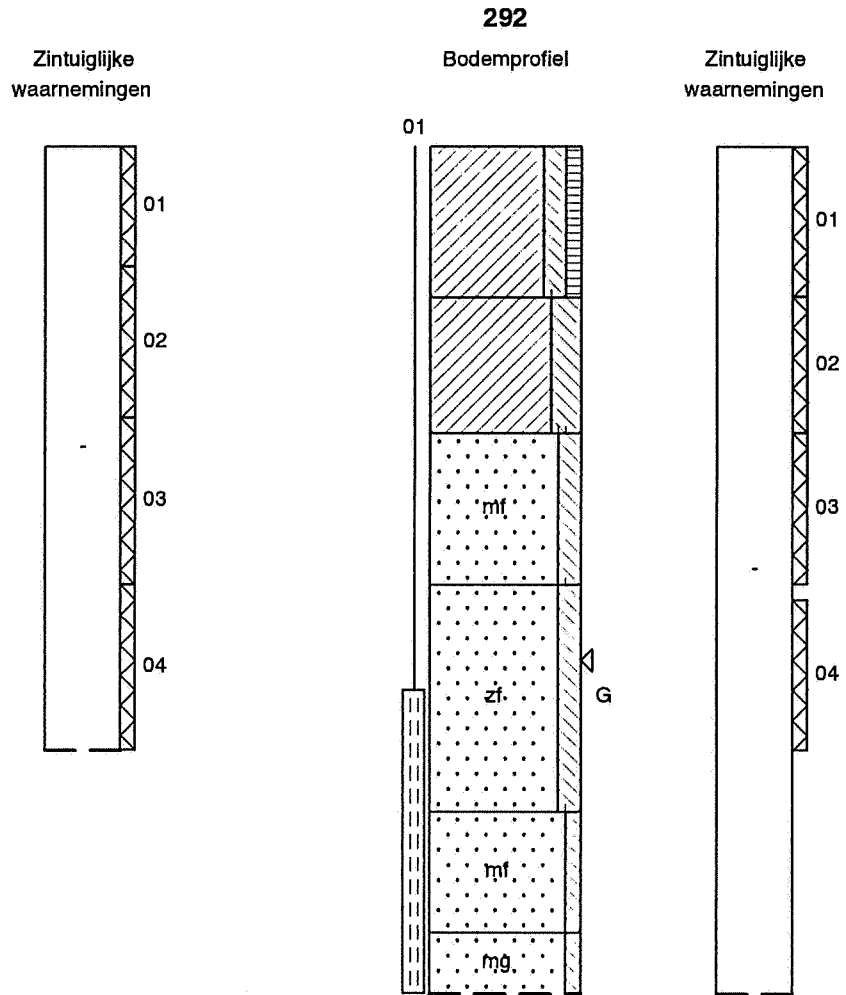 292
Zintuiglijke
waarnemingen
Bodemprofiel
Zintuiglijke
waarnemingen
01
01
02
03
04
mf
zf
mf
mg
G
01
02
03
04